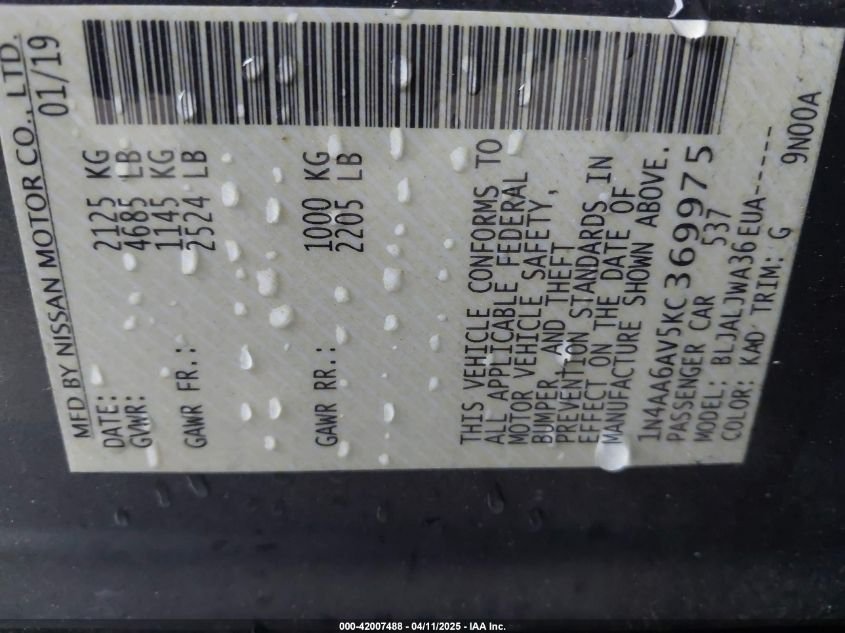 MFD BY NISSAN MOTOR CO., LTD.
DATE: 01/19
GVWR: 2125 KG
4685 LB
GAWR FR.: 1145 KG
2524 LB
GAWR RR.: 1000 KG
2205 LB
THIS VEHICLE CONFORMS TO
ALL APPLICABLE FEDERAL
MOTOR VEHICLE SAFETY,
BUMPER, AND THEFT
PREVENTION STANDARDS IN
EFFECT ON THE DATE OF
MANUFACTURE SHOWN ABOVE.
1N4AA6AV5KC369975
PASSENGER CAR 537
MODEL: BLJALJWA36EUA-----
COLOR: KAD TRIM: G 9N00A
000-42007488 - 04/11/2025 - IAA Inc.